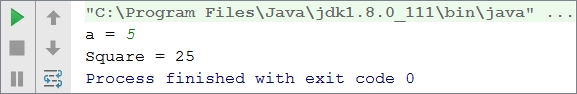 "C:\Program Files\Java\jdk1.8.0_111\bin\java" ...
a = 5
Square = 25
Process finished with exit code 0